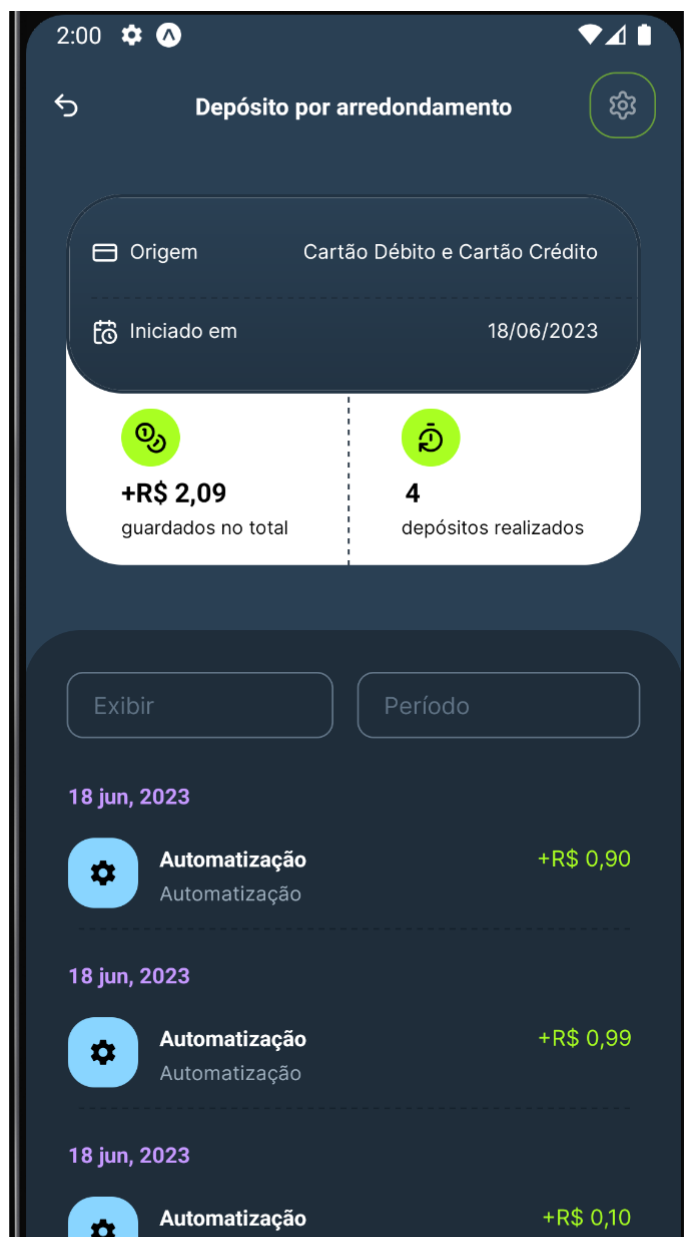 2:00
Depósito por arredondamento
Origem Cartão Débito e Cartão Crédito
Iniciado em 18/06/2023
+R$ 2,09 4
guardados no total depósitos realizados
Exibir Período
18 jun, 2023
Automatização +R$ 0,90
Automatização
18 jun, 2023
Automatização +R$ 0,99
Automatização
18 jun, 2023
Automatização +R$ 0,10